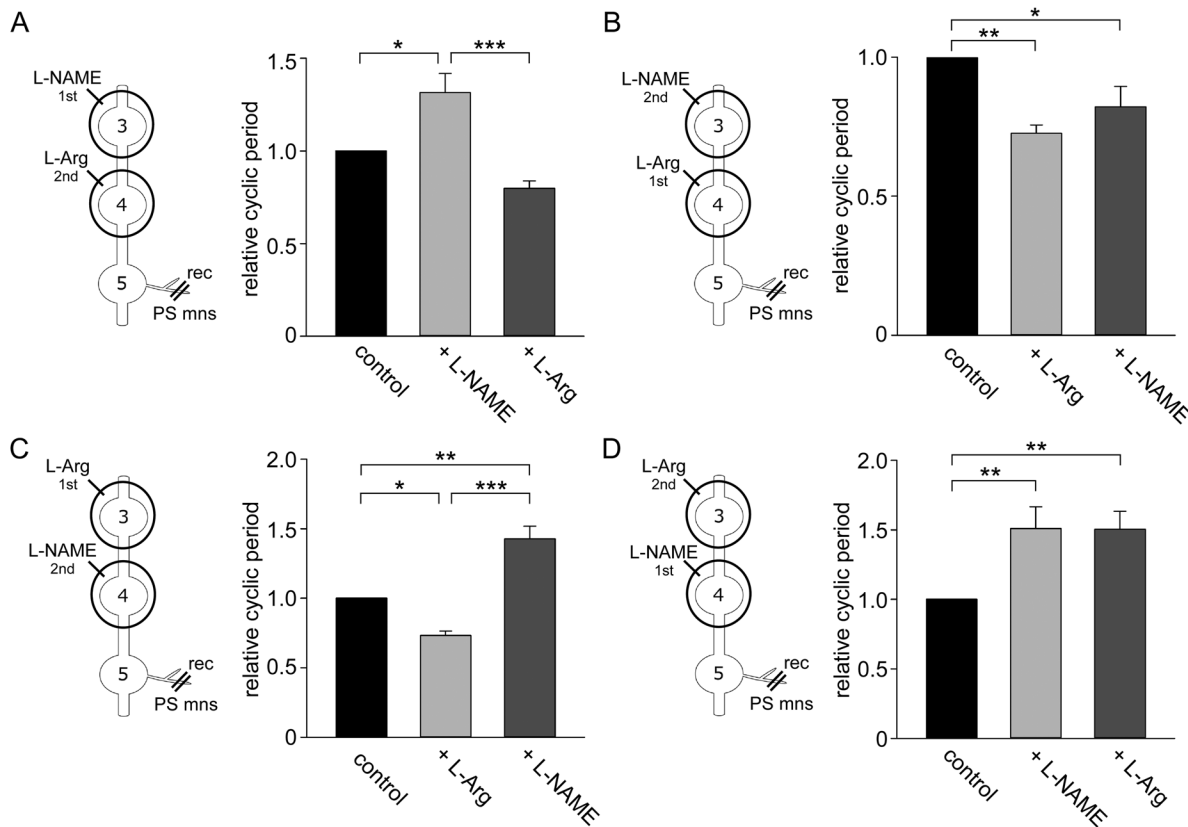 A
L-NAME
1st
3
L-Arg
2nd
4
5
rec
PS mns
relative cyclic period
1.5
1.0
0.5
0
*
***
control
+ L-NAME
+ L-Arg
B
L-NAME
2nd
3
L-Arg
1st
4
5
rec
PS mns
relative cyclic period
1.0
0.5
0
*
**
control
+ L-Arg
+ L-NAME
C
L-Arg
1st
3
L-NAME
2nd
4
5
rec
PS mns
relative cyclic period
2.0
1.5
1.0
0.5
0
**
*
***
control
+ L-Arg
+ L-NAME
D
L-Arg
2nd
3
L-NAME
1st
4
5
rec
PS mns
relative cyclic period
2.0
1.5
1.0
0.5
0
**
**
control
+ L-NAME
+ L-Arg